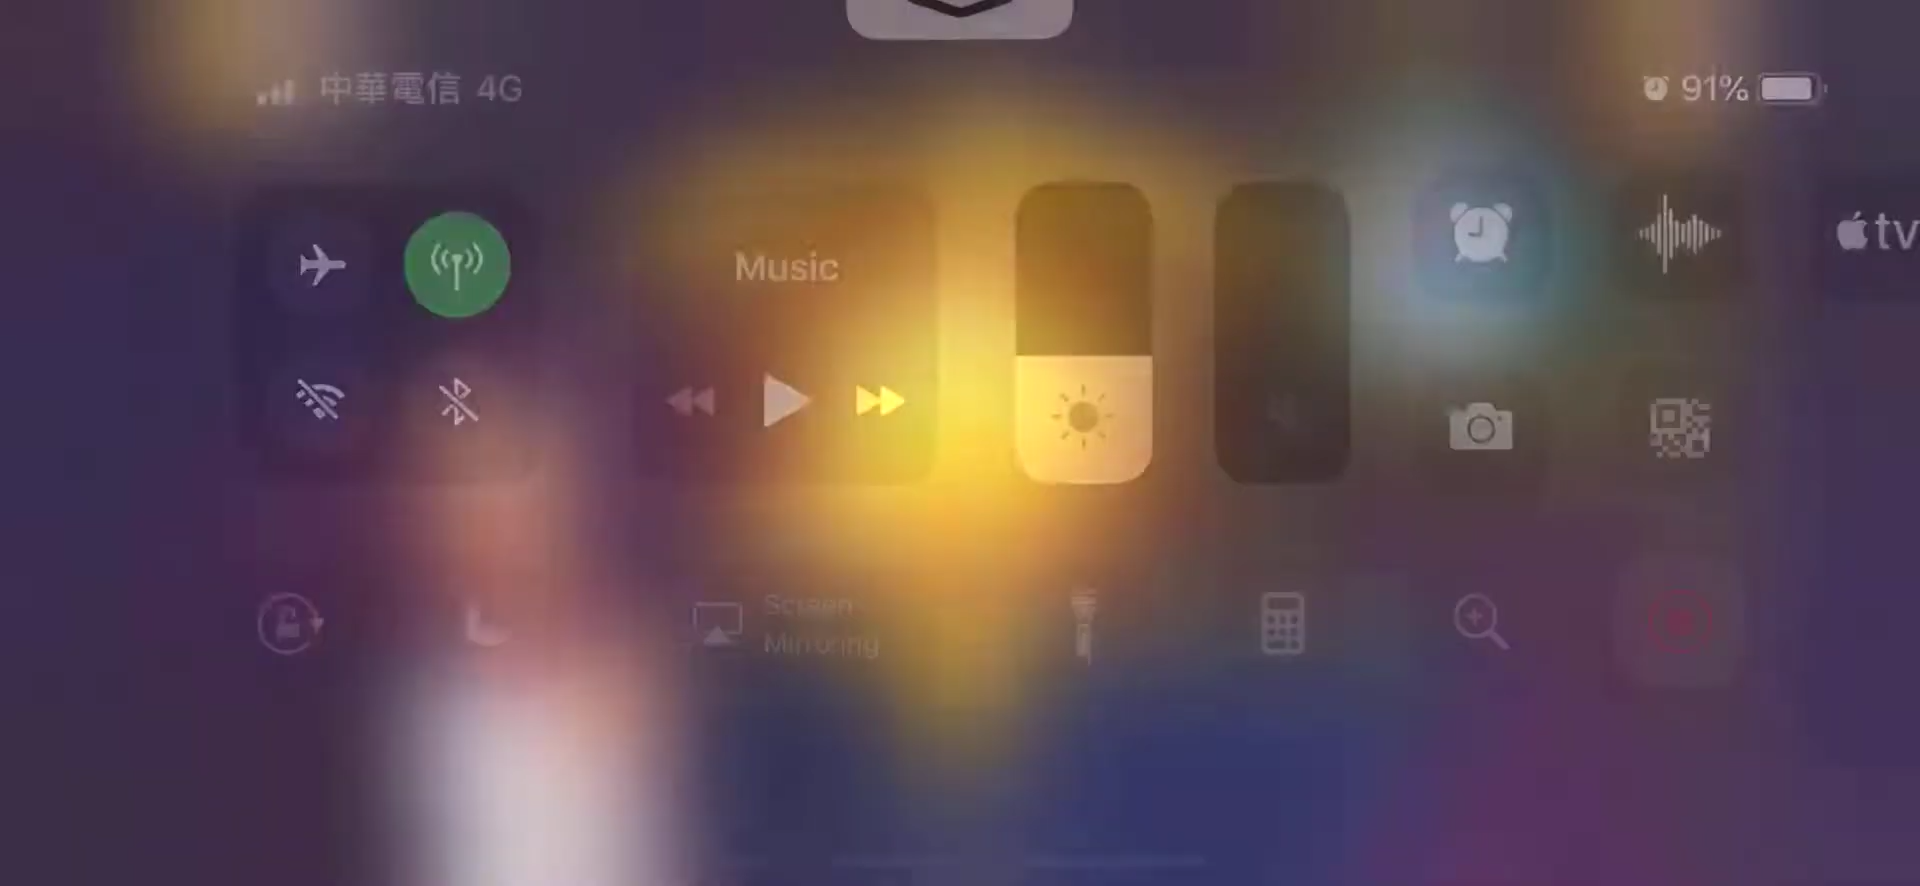 中華電信 4G
91%
Music
tv
Screen
Mirroring